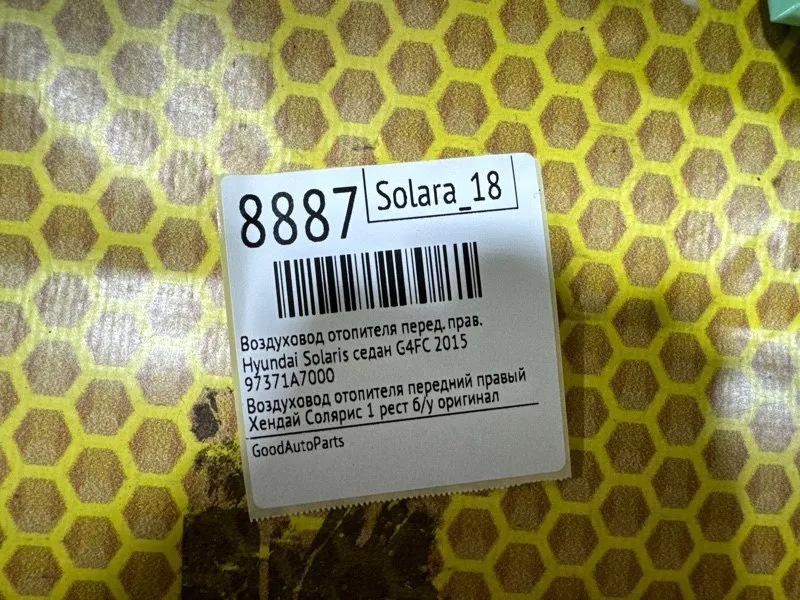 8887
Solara_18
Воздуховод отопителя перед. прав.
Hyundai Solaris седан G4FC 2015
97371A7000
Воздуховод отопителя передний правый
Хендай Солярис 1 рест б/у оригинал
GoodAutoParts